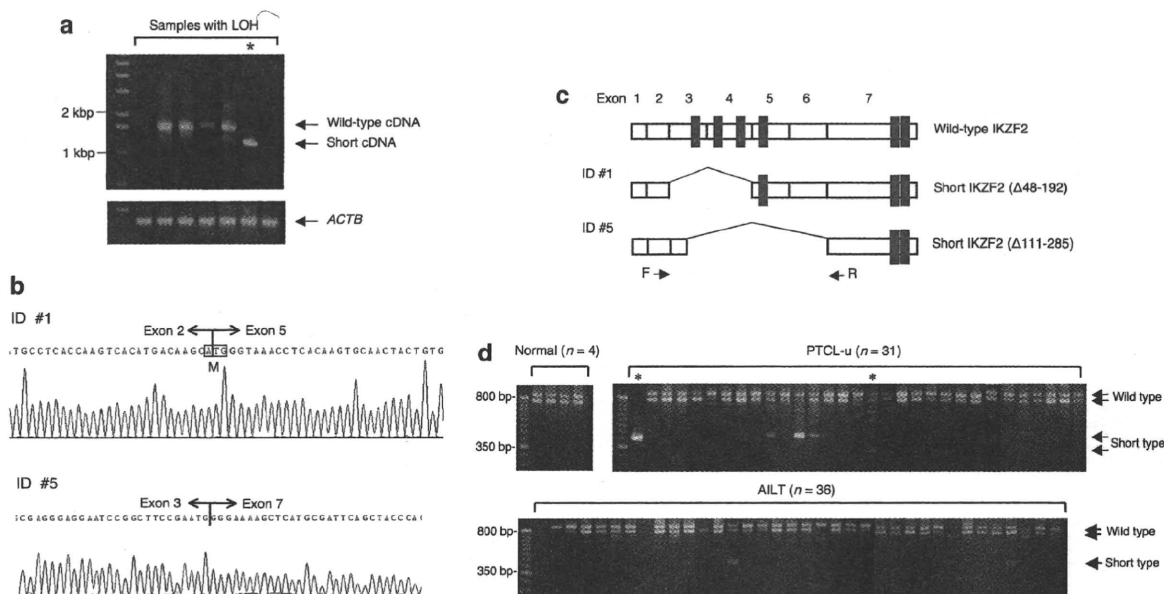 a
Samples with LOH
*
2 kbp
1 kbp
Wild-type cDNA
Short cDNA
ACTB
b
ID #1
Exon 2 Exon 5
TGCCTCACCAAGTCACATGACAAGCATGGGTAAACCTCACAAGTGCAACTACTGTG
M
ID #5
Exon 3 Exon 7
GCGAGGGAGGAATCCGGCTTCCGAATGGGGAAAAGCTCATGCGATTCAGCTACCCA
c
Exon 1 2 3 4 5 6 7
Wild-type IKZF2
ID #1
Short IKZF2 (Δ48-192)
ID #5
Short IKZF2 (Δ111-285)
F R
d
Normal (n = 4) PTCL-u (n = 31)
* *
800 bp
350 bp
Wild type
Short type
AILT (n = 36)
800 bp
350 bp
Wild type
Short type